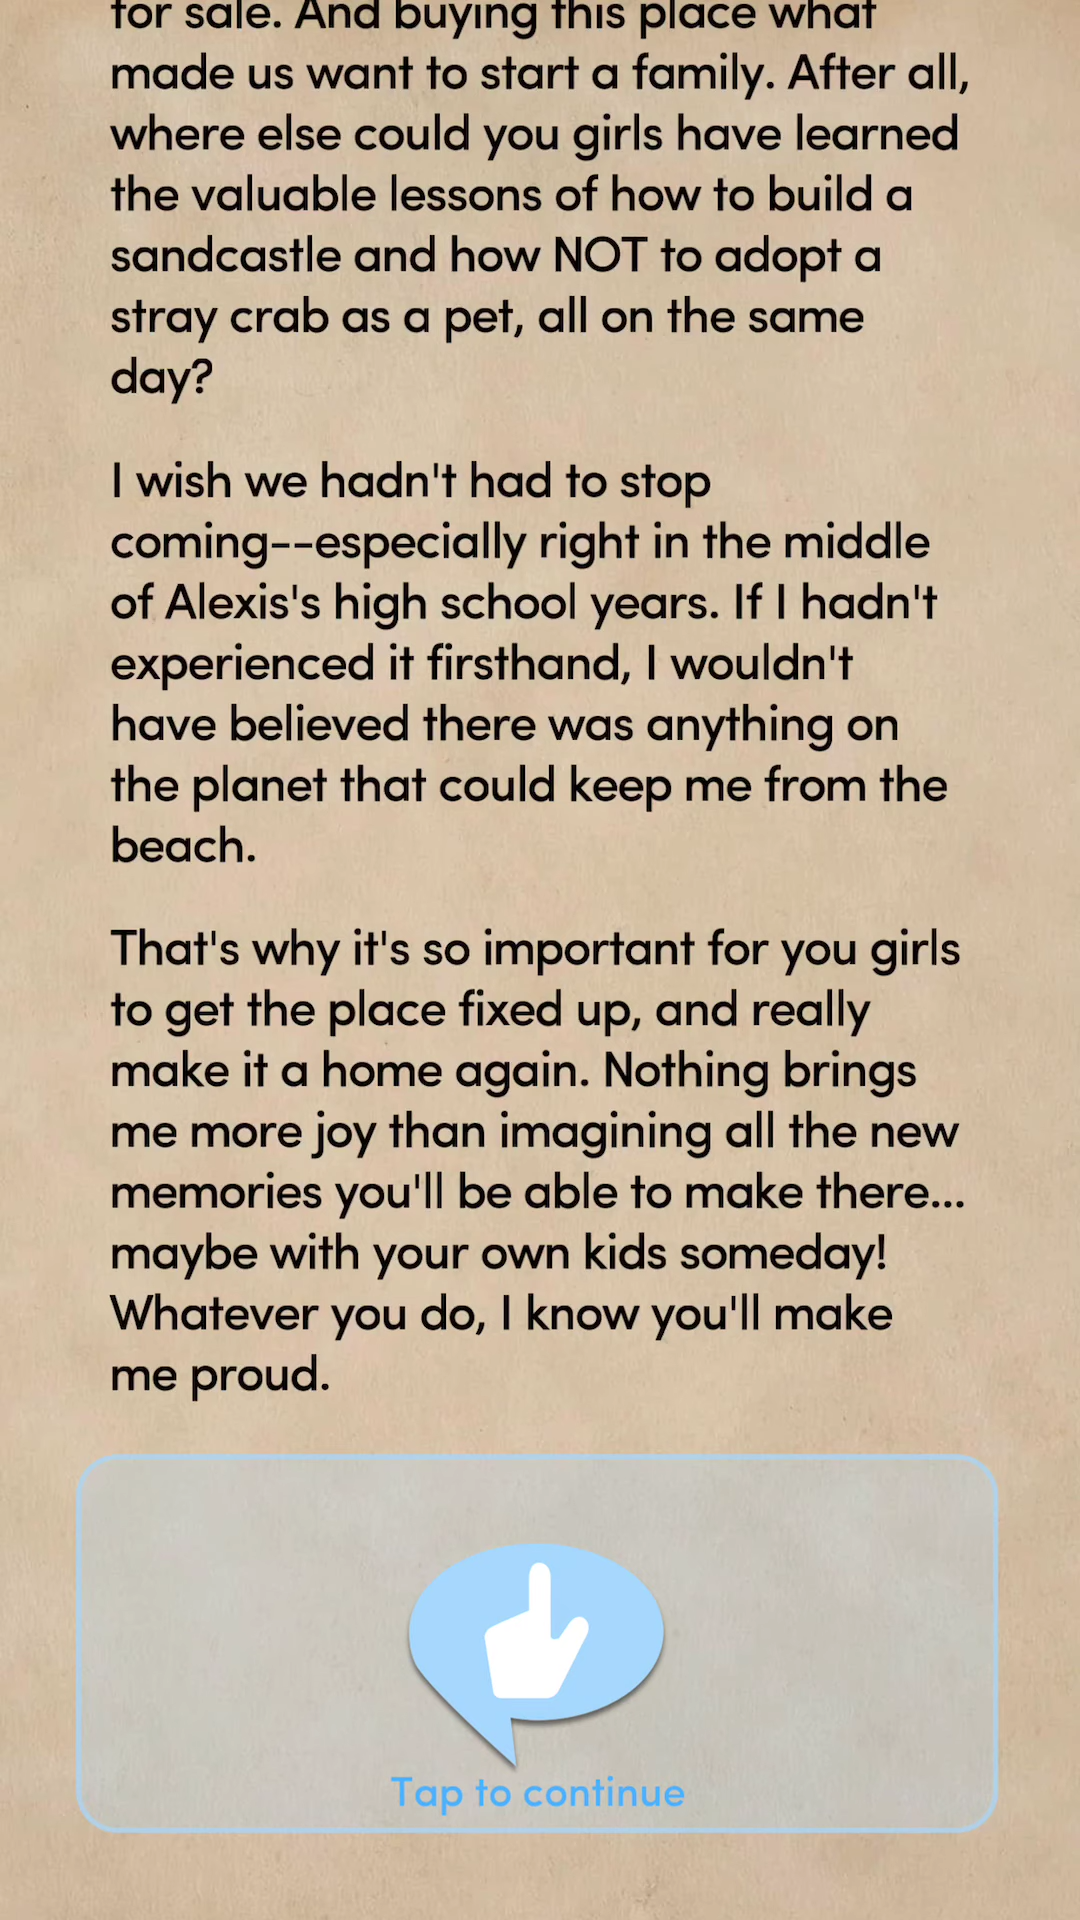 for sale. And buying this place what
made us want to start a family. After all,
where else could you girls have learned
the valuable lessons of how to build a
sandcastle and how NOT to adopt a
stray crab as a pet, all on the same
day?
I wish we hadn't had to stop
coming--especially right in the middle
of Alexis's high school years. If I hadn't
experienced it firsthand, I wouldn't
have believed there was anything on
the planet that could keep me from the
beach.
That's why it's so important for you girls
to get the place fixed up, and really
make it a home again. Nothing brings
me more joy than imagining all the new
memories you'll be able to make there...
maybe with your own kids someday!
Whatever you do, I know you'll make
me proud.
Tap to continue